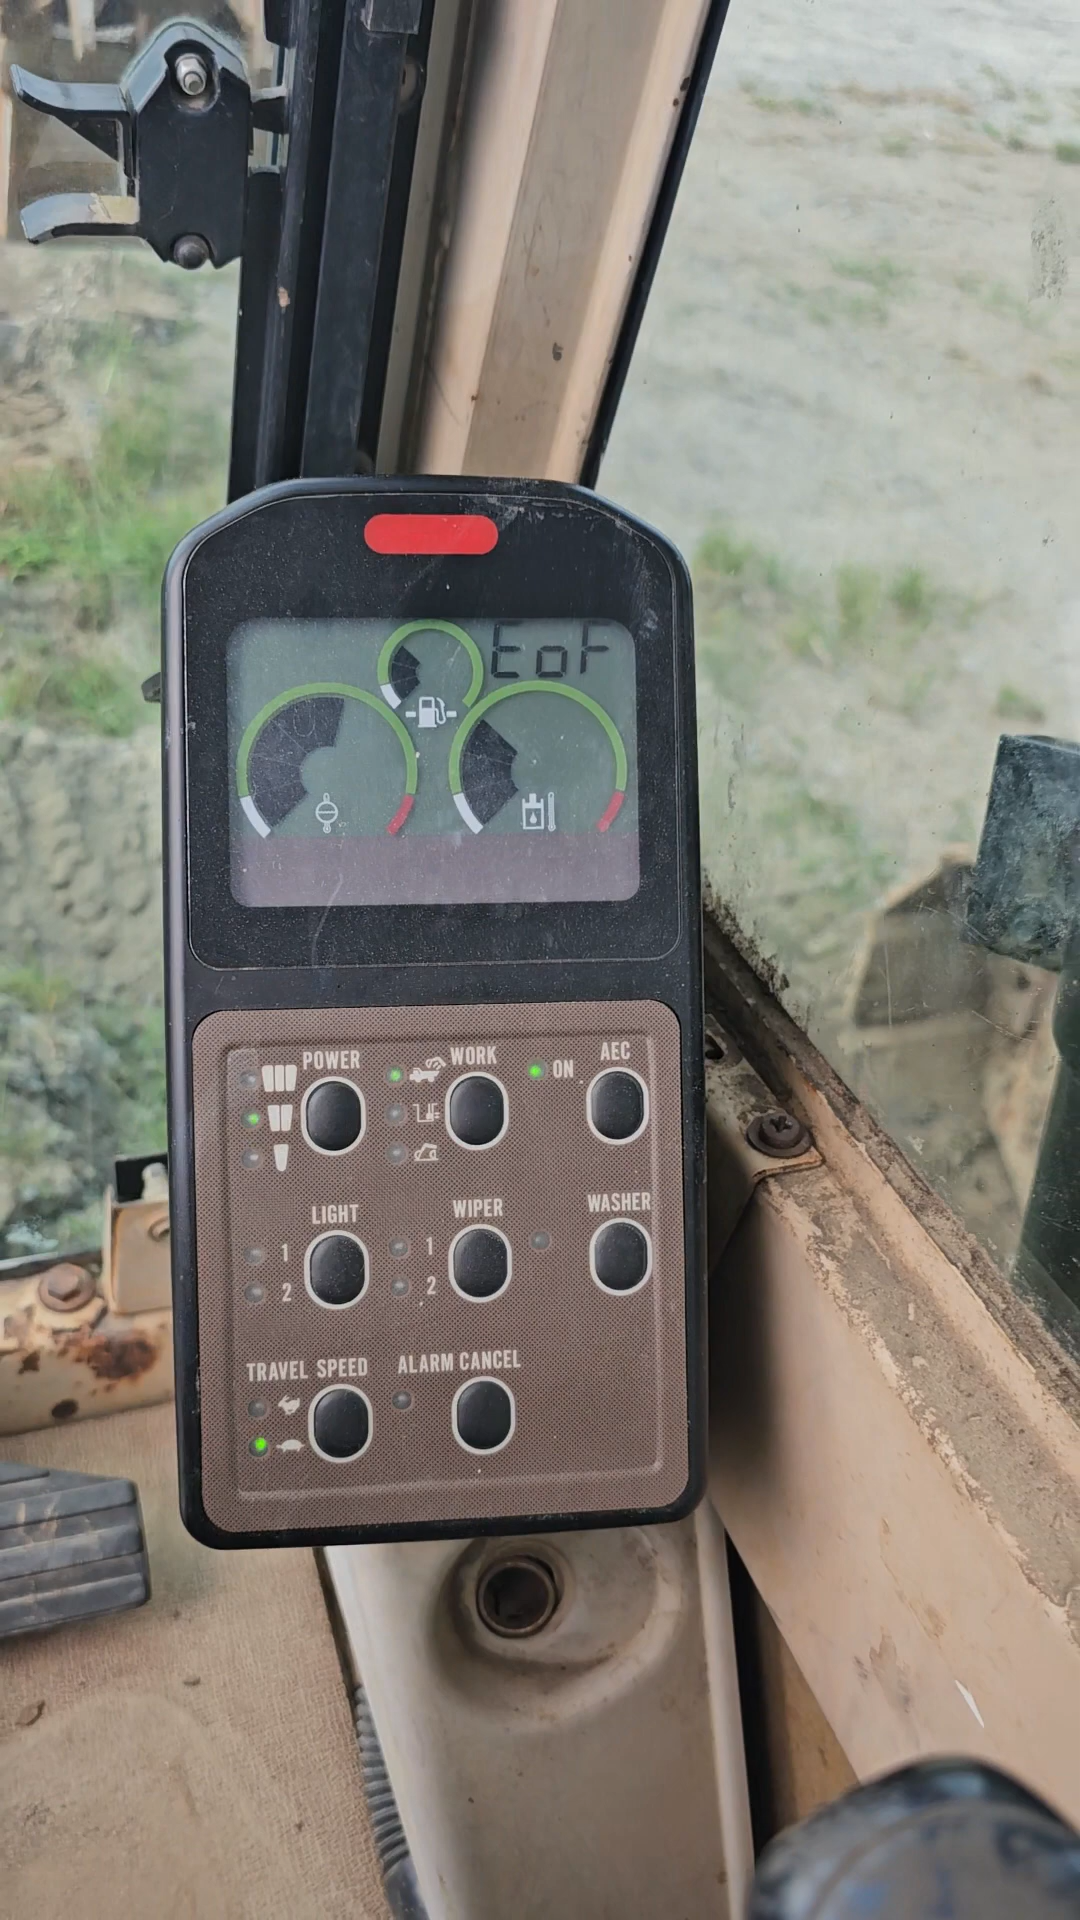 EoF
POWER
WORK
ON
AEC
LIGHT
1
2
WIPER
1
2
WASHER
TRAVEL SPEED
ALARM CANCEL